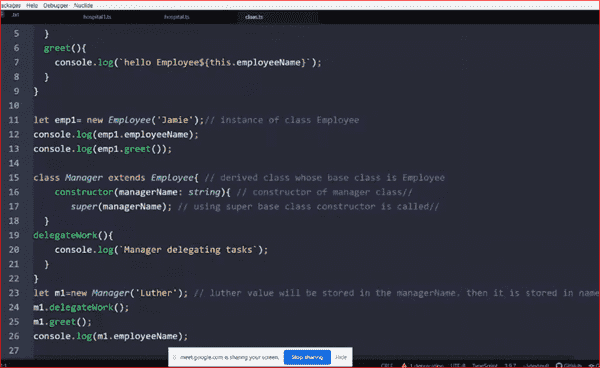 ackages View Help Debugger Nuclide
.txt hospital1.ts hospital.ts class.ts
5 }
6 greet(){
7 console.log(`hello Employee${this.employeeName}`);
8 }
9 }
10
11 let emp1= new Employee('Jamie');// instance of class Employee
12 console.log(emp1.employeeName);
13 console.log(emp1.greet());
14
15 class Manager extends Employee{ // derived class whose base class is Employee
16 constructor(managerName: string){ // constructor of manager class//
17 super(managerName); // using super base class constructor is called//
18 }
19 delegateWork(){
20 console.log(`Manager delegating tasks`);
21 }
22 }
23 let m1=new Manager('Luther'); // luther value will be stored in the managerName. then it is stored in name
24 m1.delegateWork();
25 m1.greet();
26 console.log(m1.employeeName);
27
meet.google.com is sharing your screen. Stop sharing Hide
CRLF UTF-8 TypeScript GitHub